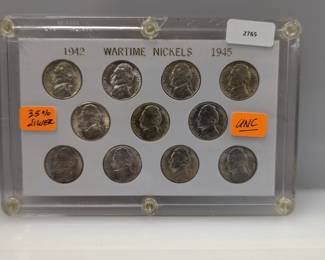 2765
1942 WARTIME NICKELS 1945
35%
SILVER
UNC